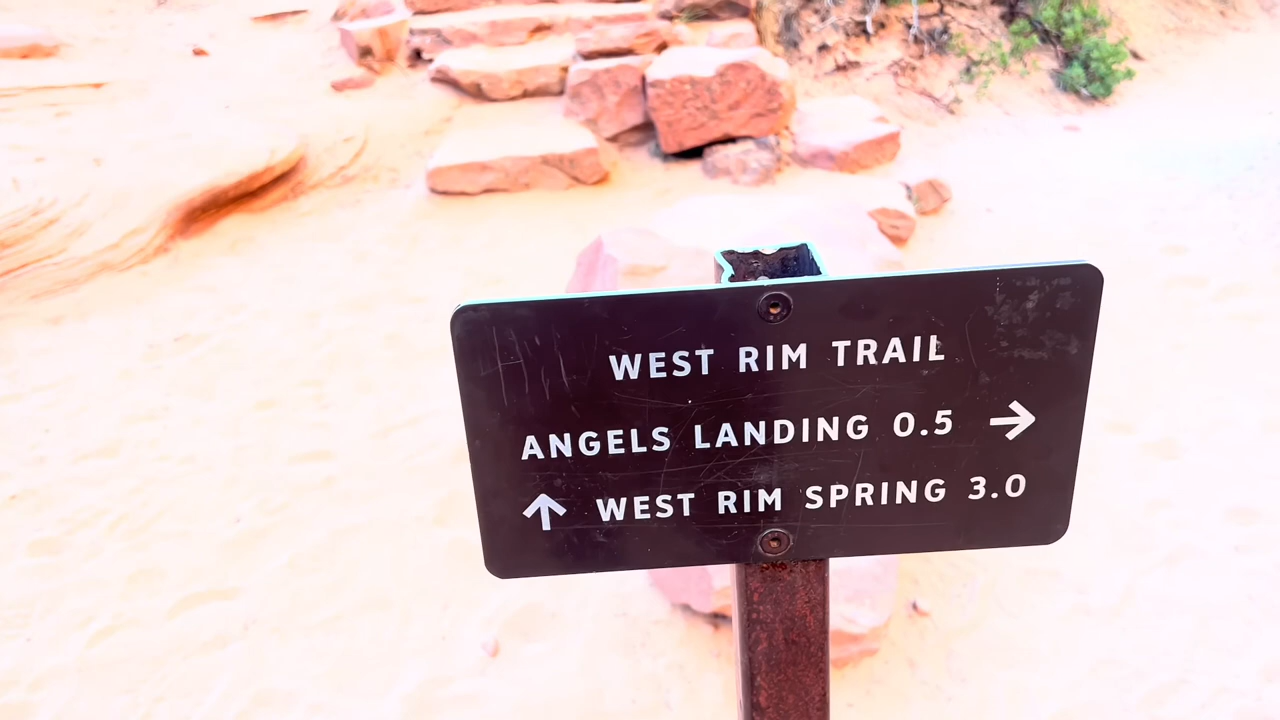 WEST RIM TRAIL
ANGELS LANDING 0.5 →
↑ WEST RIM SPRING 3.0